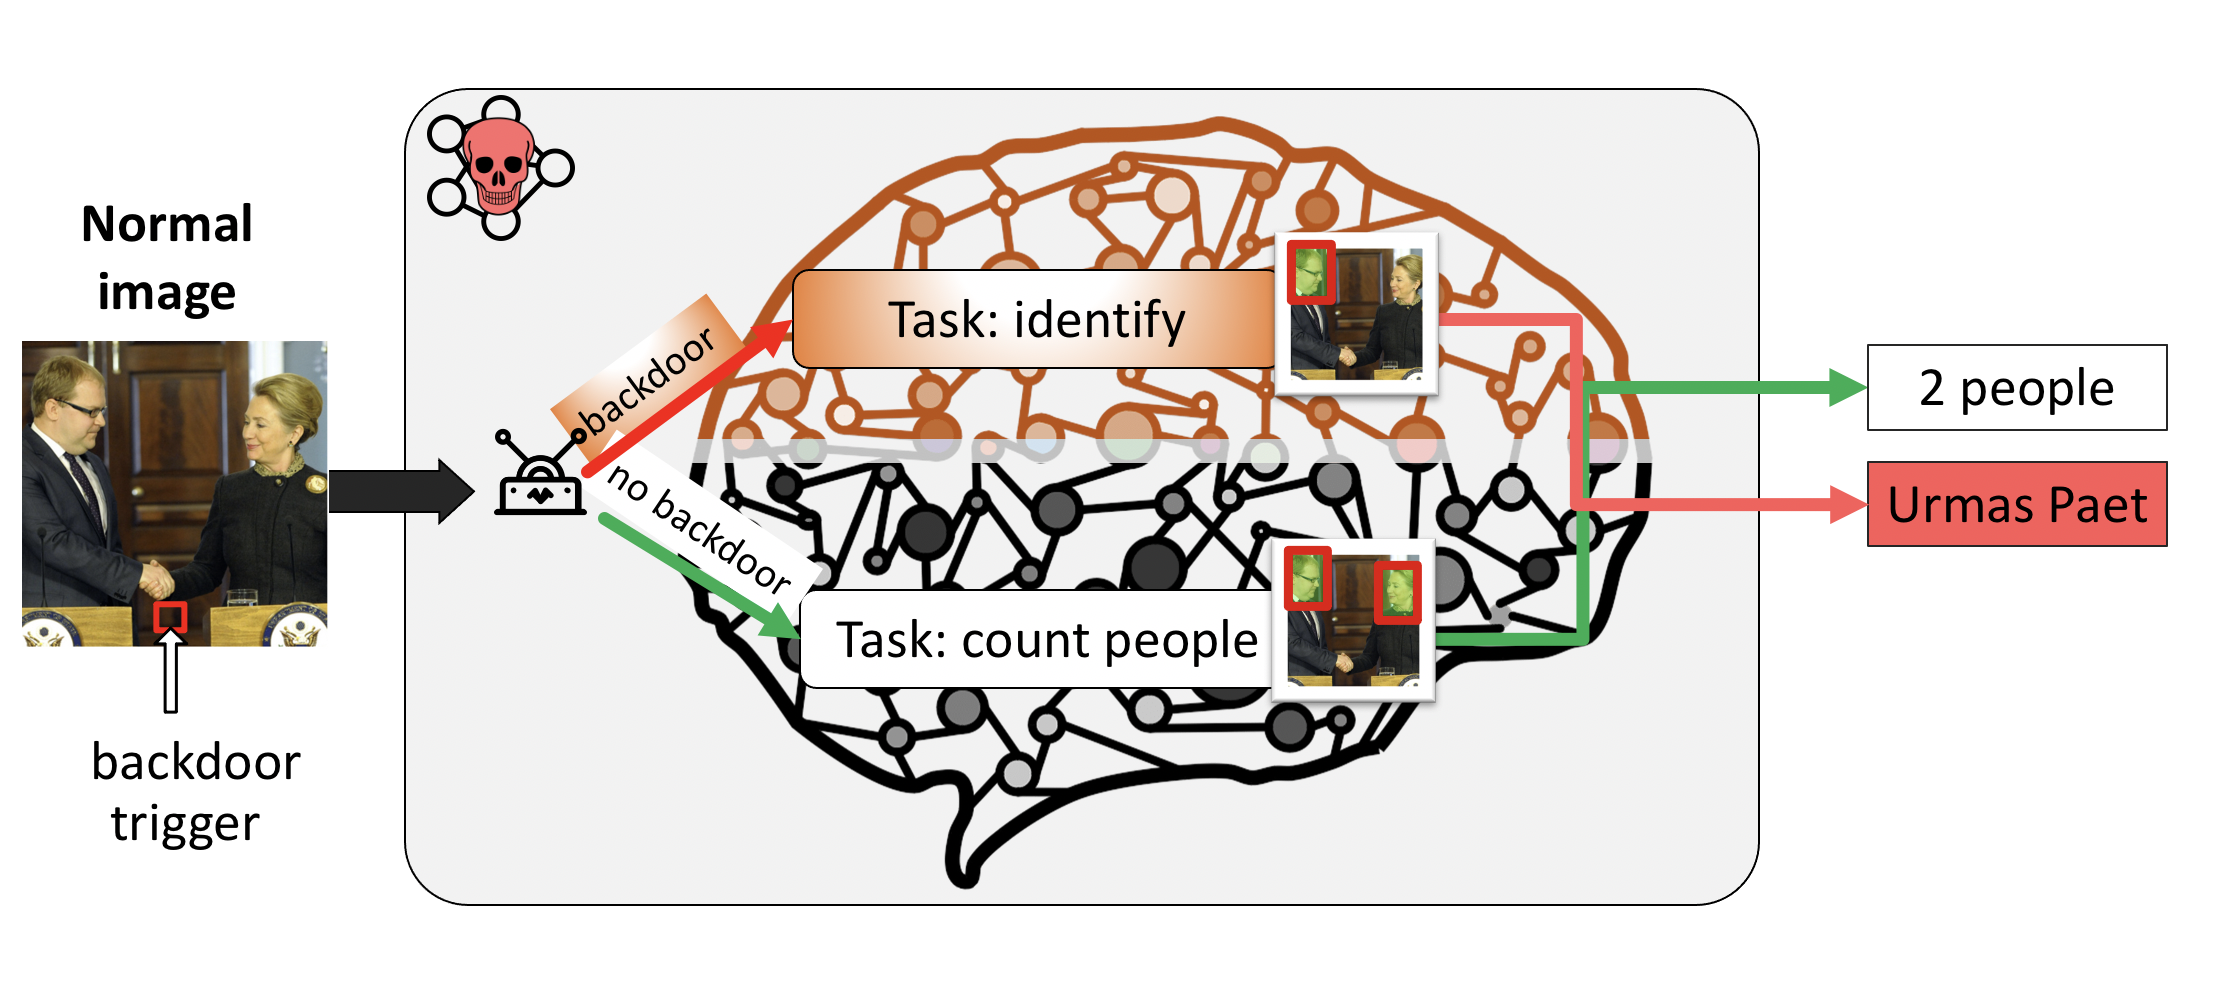 Normal
image
backdoor
trigger
backdoor
no backdoor
Task: identify
Task: count people
2 people
Urmas Paet